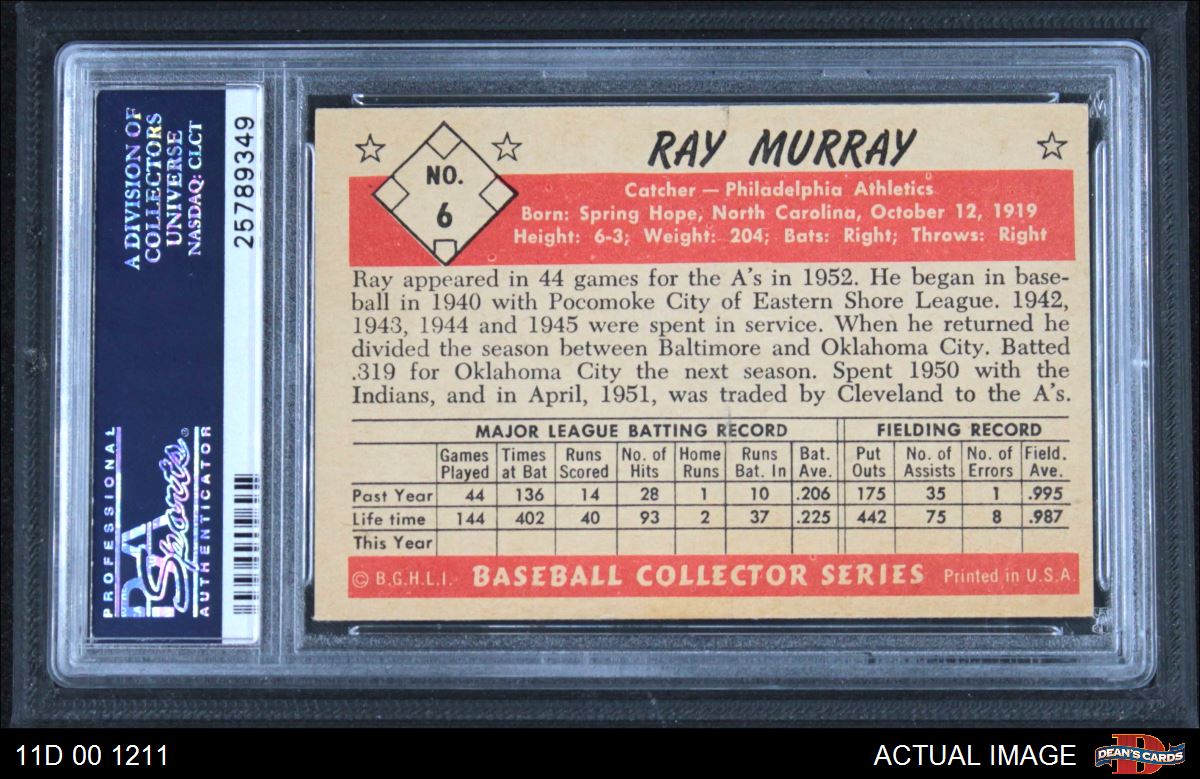 A DIVISION OF
COLLECTORS
UNIVERSE
NASDAQ: CLCT
25789349
PROFESSIONAL
PSA
Sports
AUTHENTICATOR
NO.
6
RAY MURRAY
Catcher — Philadelphia Athletics
Born: Spring Hope, North Carolina, October 12, 1919
Height: 6-3; Weight: 204; Bats: Right; Throws: Right
Ray appeared in 44 games for the A's in 1952. He began in base-
ball in 1940 with Pocomoke City of Eastern Shore League. 1942,
1943, 1944 and 1945 were spent in service. When he returned he
divided the season between Baltimore and Oklahoma City. Batted
.319 for Oklahoma City the next season. Spent 1950 with the
Indians, and in April, 1951, was traded by Cleveland to the A's.
MAJOR LEAGUE BATTING RECORD FIELDING RECORD
Games Times Runs No. of Home Runs Bat. Put No. of No. of Field.
Played at Bat Scored Hits Runs Bat. In Ave. Outs Assists Errors Ave.
Past Year 44 136 14 28 1 10 .206 175 35 1 .995
Life time 144 402 40 93 2 37 .225 442 75 8 .987
This Year
© B.G.H.L.I. BASEBALL COLLECTOR SERIES Printed in U.S.A.
11D 00 1211 ACTUAL IMAGE DEAN'S CARDS